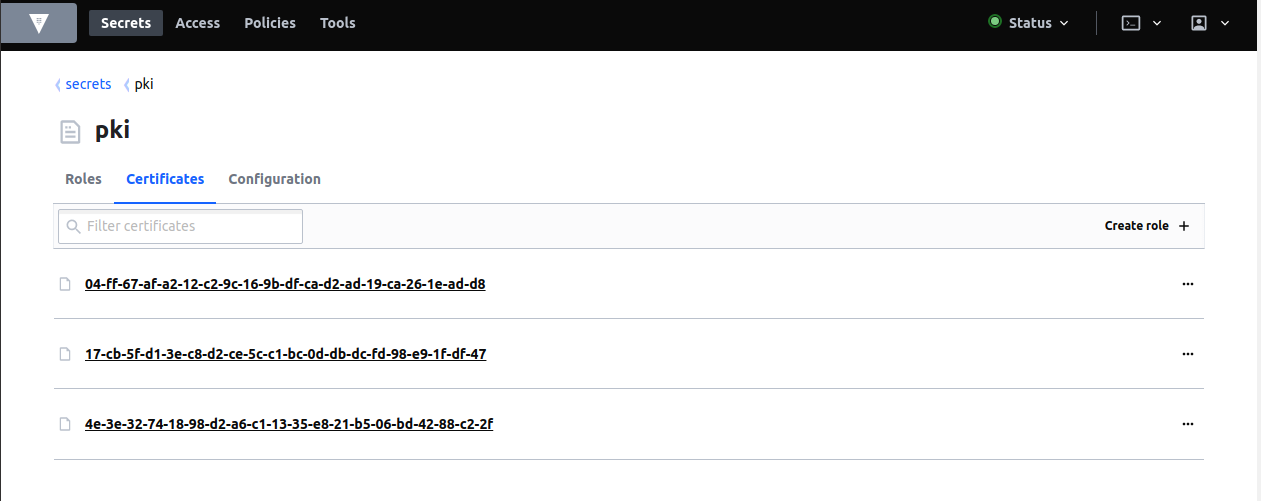 Secrets Access Policies Tools Status
secrets pki
pki
Roles Certificates Configuration
Filter certificates Create role +
04-ff-67-af-a2-12-c2-9c-16-9b-df-ca-d2-ad-19-ca-26-1e-ad-d8
17-cb-5f-d1-3e-c8-d2-ce-5c-c1-bc-0d-db-dc-fd-98-e9-1f-df-47
4e-3e-32-74-18-98-d2-a6-c1-13-35-e8-21-b5-06-bd-42-88-c2-2f